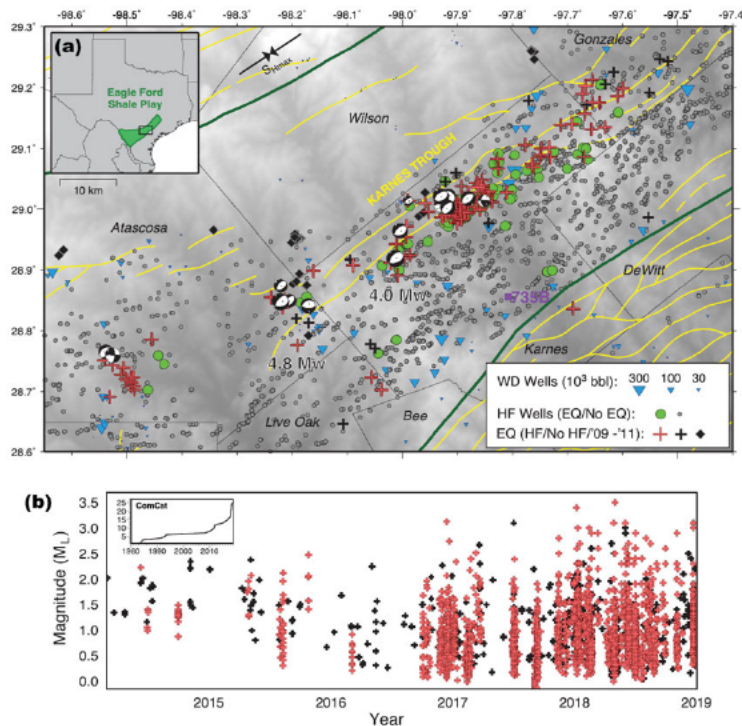 -98.5° -98.4° -98.3° -98.2° -98.1° -98.0° -97.9° -97.8° -97.7° -97.6° -97.5° -97.4
29.3°
(a)
Gonzales
SHmax
Eagle Ford
Shale Play
29.2°
Wilson
KARNES TROUGH
29.1°
10 km
29.0°
Atascosa
28.9°
DeWitt
4.0 Mw
735B
28.8°
4.8 Mw
Karnes
WD Wells (10³ bbl): 300 100 30
28.7°
HF Wells (EQ/No EQ):
Live Oak
Bee
EQ (HF/No HF/'09 -'11):
28.6°
(b)
3.5
ComCat
25
3.0
20
15
10
2.5
5
1980 1990 2000 2010
2.0
Magnitude (ML)
1.5
1.0
0.5
0.0
2015 2016 2017 2018 2019
Year